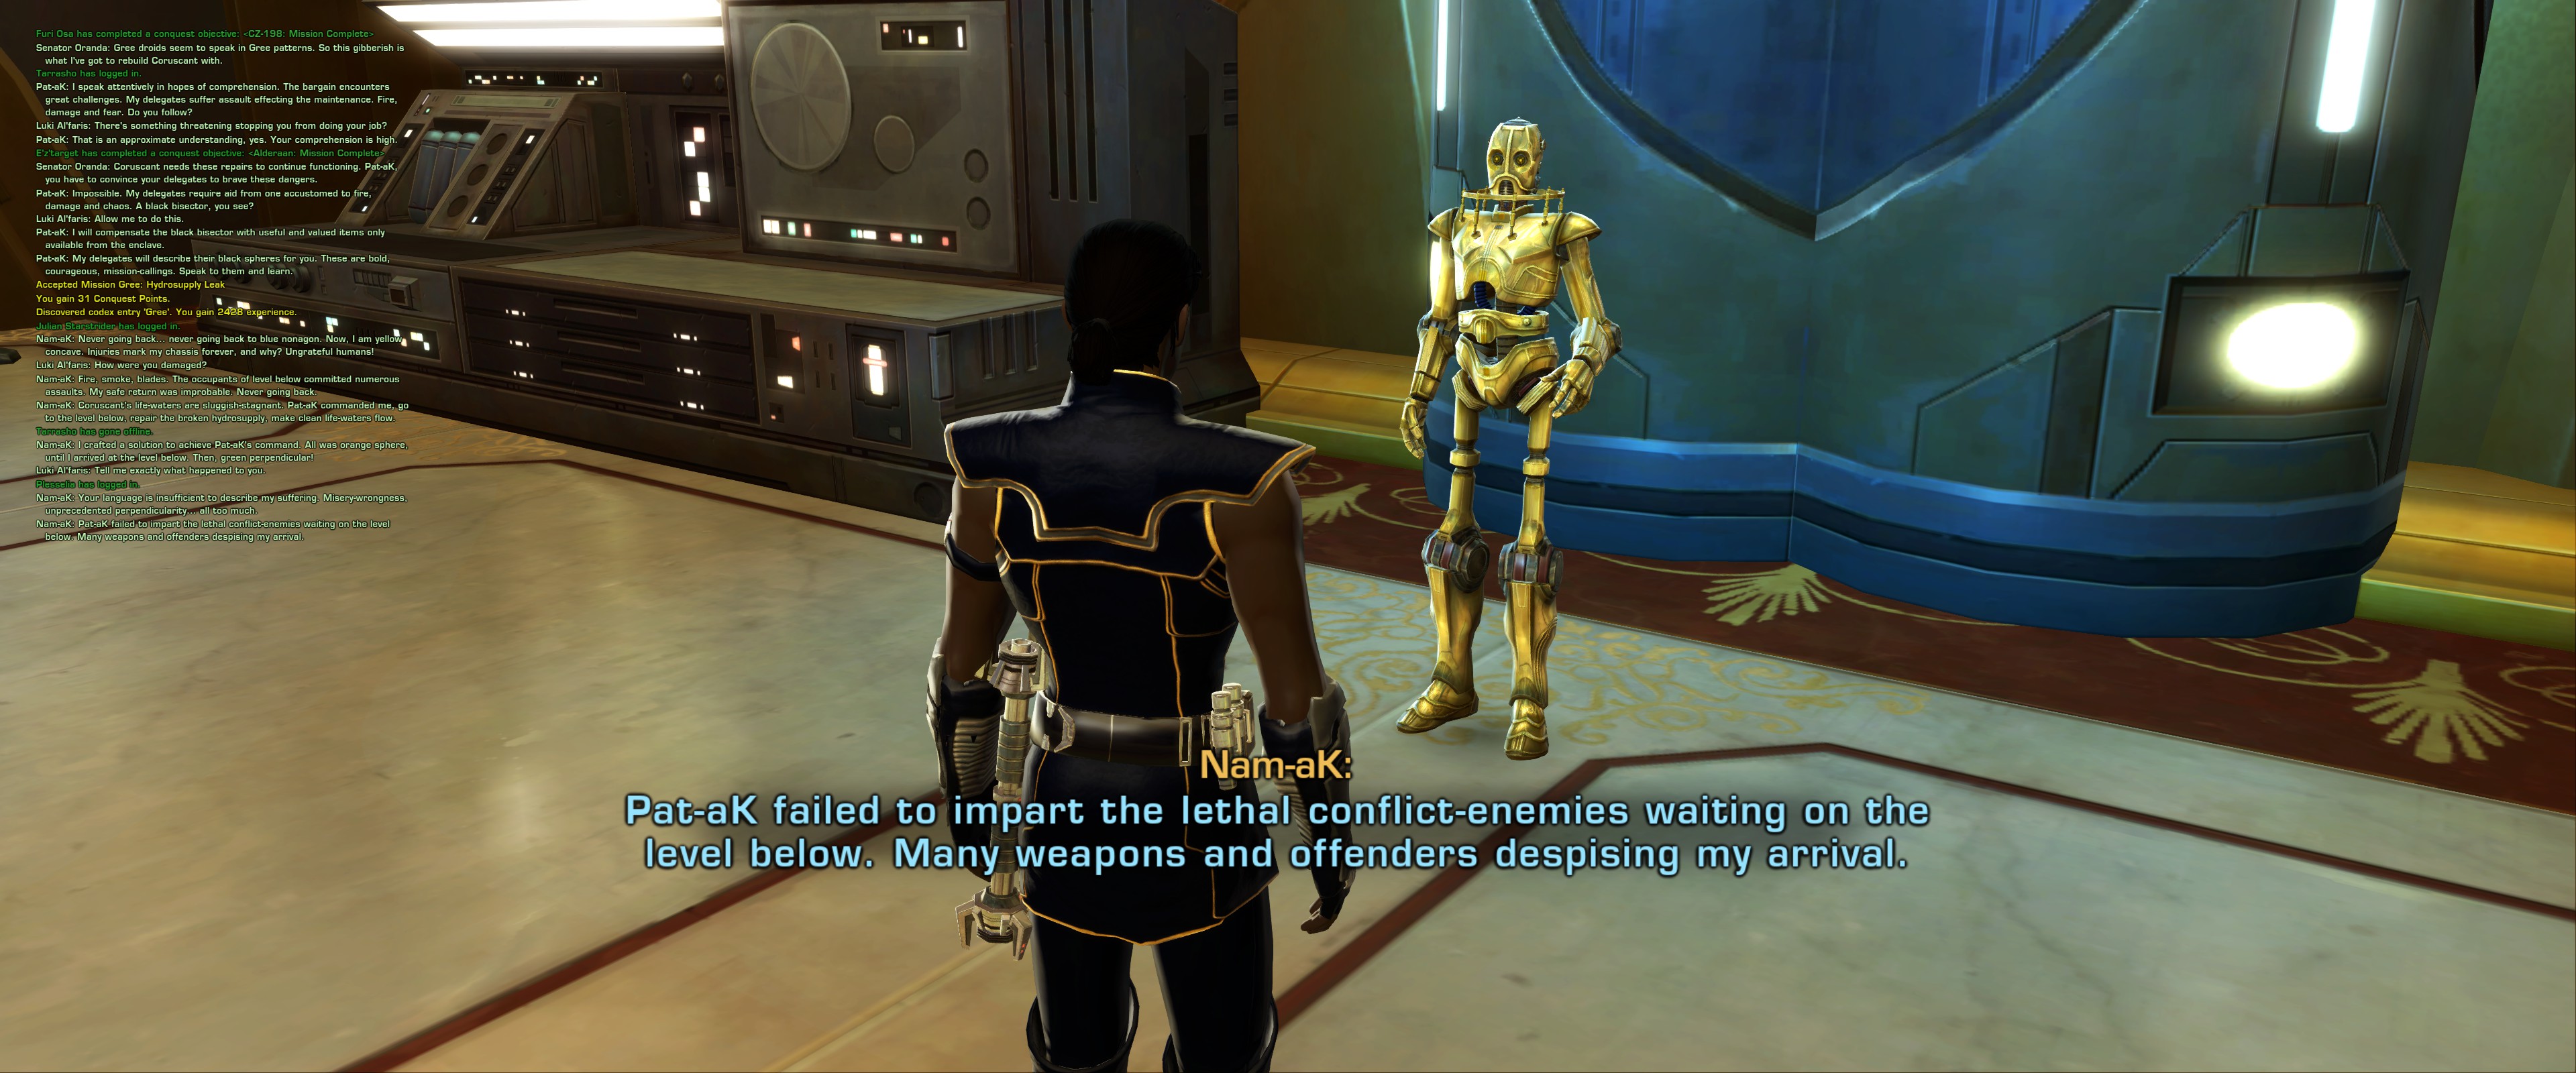 Furi Osa has completed a conquest objective: <CZ-198: Mission Complete>
Senator Oranda: Gree droids seem to speak in Gree patterns. So this gibberish is
what I've got to rebuild Coruscant with.
Tarrasho has logged in.
Pat-aK: I speak attentively in hopes of comprehension. The bargain encounters
great challenges. My delegates suffer assault effecting the maintenance. Fire,
damage and fear. Do you follow?
Luki Al'faris: There's something threatening stopping you from doing your job?
Pat-aK: That is an approximate understanding, yes. Your comprehension is high.
E'z'target has completed a conquest objective: <Alderaan: Mission Complete>
Senator Oranda: Coruscant needs these repairs to continue functioning. Pat-aK,
you have to convince your delegates to brave these dangers.
Pat-aK: Impossible. My delegates require aid from one accustomed to fire,
damage and chaos. A black bisector, you see?
Luki Al'faris: Allow me to do this.
Pat-aK: I will compensate the black bisector with useful and valued items only
available from the enclave.
Pat-aK: My delegates will describe their black spheres for you. These are bold,
courageous, mission-callings. Speak to them and learn.
Accepted Mission Gree: Hydrosupply Leak
You gain 31 Conquest Points.
Discovered codex entry 'Gree'. You gain 2428 experience.
Julian Starstrider has logged in.
Nam-aK: Never going back... never going back to blue nonagon. Now, I am yellow
concave. Injuries mark my chassis forever, and why? Ungrateful humans!
Luki Al'faris: How were you damaged?
Nam-aK: Fire, smoke, blades. The occupants of level below committed numerous
assaults. My safe return was improbable. Never going back.
Nam-aK: Coruscant's life-waters are sluggish-stagnant. Pat-aK commanded me, go
to the level below, repair the broken hydrosupply, make clean life-waters flow.
Tarrasho has gone offline.
Nam-aK: I crafted a solution to achieve Pat-aK's command. All was orange sphere,
until I arrived at the level below. Then, green perpendicular!
Luki Al'faris: Tell me exactly what happened to you.
Plesselia has logged in.
Nam-aK: Your language is insufficient to describe my suffering. Misery-wrongness,
unprecedented perpendicularity... all too much.
Nam-aK: Pat-aK failed to impart the lethal conflict-enemies waiting on the level
below. Many weapons and offenders despising my arrival.
Nam-aK:
Pat-aK failed to impart the lethal conflict-enemies waiting on the
level below. Many weapons and offenders despising my arrival.